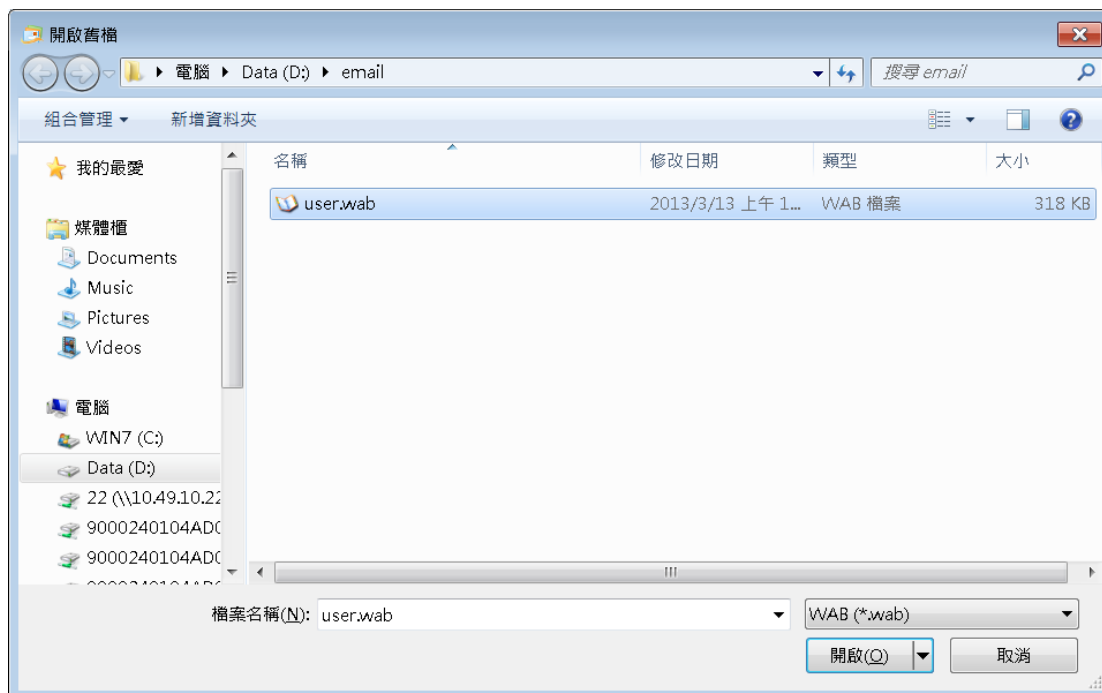 開啟舊檔
電腦 Data (D:) email 搜尋 email
組合管理 新增資料夾
我的最愛
媒體櫃
Documents
Music
Pictures
Videos
電腦
WIN7 (C:)
Data (D:)
22 (\\10.49.10.22
9000240104AD0
9000240104AD0
名稱 修改日期 類型 大小
user.wab 2013/3/13 上午 1... WAB 檔案 318 KB
檔案名稱(N): user.wab WAB (*.wab)
開啟(O) 取消